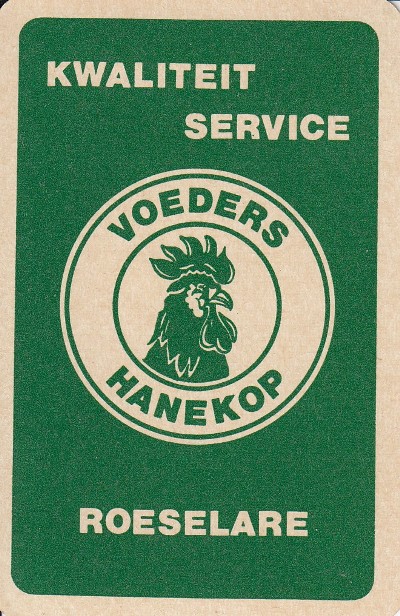 KWALITEIT
SERVICE
VOEDERS
HANEKOP
ROESELARE